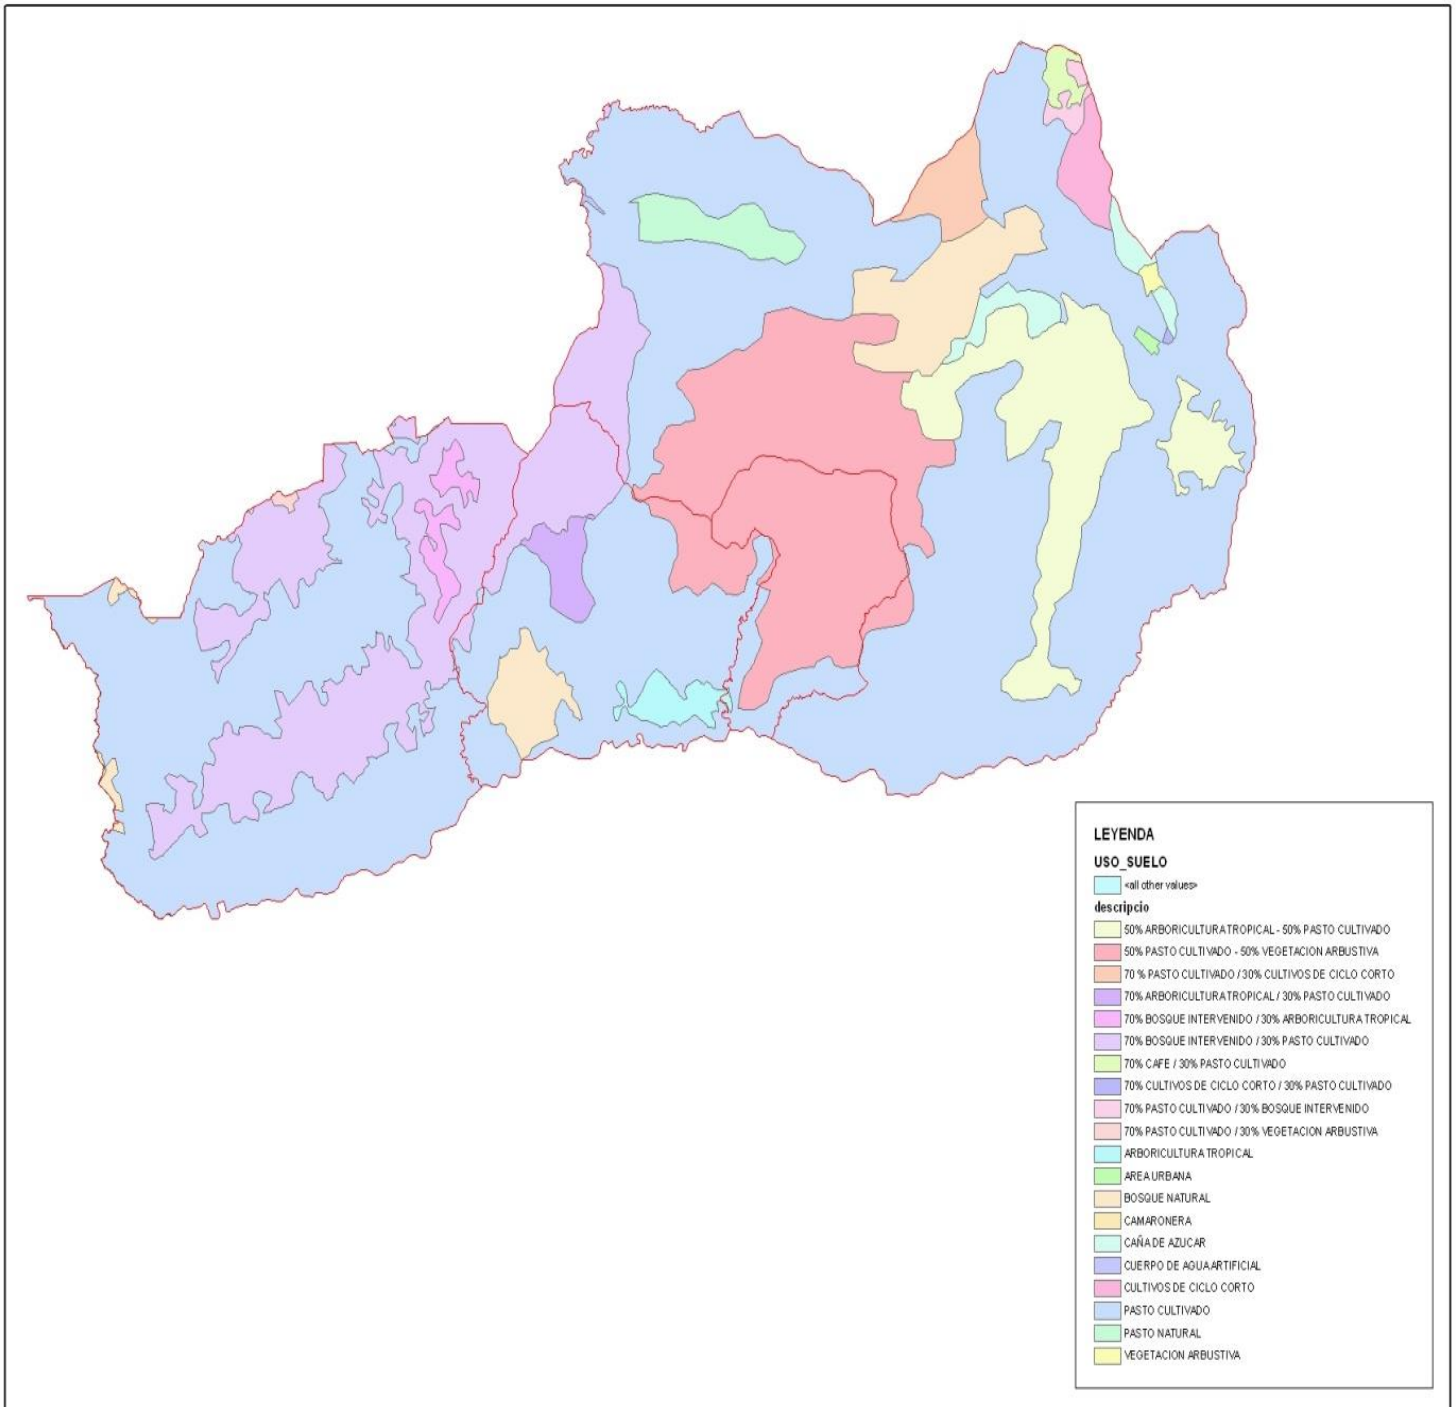 LEYENDA
USO_SUELO
<all other values>
descripcio
50% ARBORICULTURA TROPICAL - 50% PASTO CULTIVADO
50% PASTO CULTIVADO - 50% VEGETACION ARBUSTIVA
70 % PASTO CULTIVADO / 30% CULTIVOS DE CICLO CORTO
70% ARBORICULTURA TROPICAL / 30% PASTO CULTIVADO
70% BOSQUE INTERVENIDO / 30% ARBORICULTURA TROPICAL
70% BOSQUE INTERVENIDO / 30% PASTO CULTIVADO
70% CAFE / 30% PASTO CULTIVADO
70% CULTIVOS DE CICLO CORTO / 30% PASTO CULTIVADO
70% PASTO CULTIVADO / 30% BOSQUE INTERVENIDO
70% PASTO CULTIVADO / 30% VEGETACION ARBUSTIVA
ARBORICULTURA TROPICAL
AREA URBANA
BOSQUE NATURAL
CAMARONERA
CAÑA DE AZUCAR
CUERPO DE AGUA ARTIFICIAL
CULTIVOS DE CICLO CORTO
PASTO CULTIVADO
PASTO NATURAL
VEGETACION ARBUSTIVA